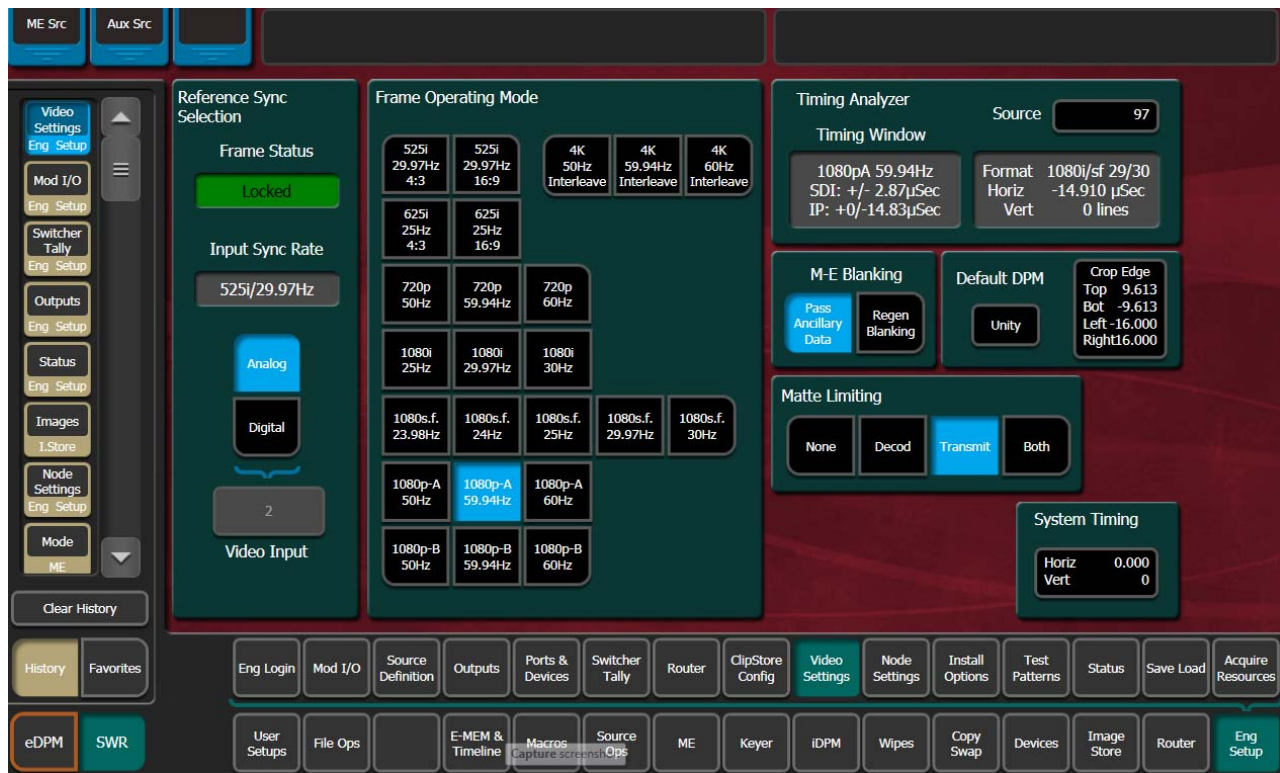 ME Src
Aux Src
Video
Settings
Eng Setup
Mod I/O
Eng Setup
Switcher
Tally
Eng Setup
Outputs
Eng Setup
Status
Eng Setup
Images
I.Store
Node
Settings
Eng Setup
Mode
ME
Clear History
History
Favorites
eDPM
SWR
Reference Sync
Selection
Frame Status
Locked
Input Sync Rate
525i/29.97Hz
Analog
Digital
2
Video Input
Frame Operating Mode
525i
29.97Hz
4:3
525i
29.97Hz
16:9
4K
50Hz
Interleave
4K
59.94Hz
Interleave
4K
60Hz
Interleave
625i
25Hz
4:3
625i
25Hz
16:9
720p
50Hz
720p
59.94Hz
720p
60Hz
1080i
25Hz
1080i
29.97Hz
1080i
30Hz
1080s.f.
23.98Hz
1080s.f.
24Hz
1080s.f.
25Hz
1080s.f.
29.97Hz
1080s.f.
30Hz
1080p-A
50Hz
1080p-A
59.94Hz
1080p-A
60Hz
1080p-B
50Hz
1080p-B
59.94Hz
1080p-B
60Hz
Timing Analyzer
Source
97
Timing Window
1080pA 59.94Hz
SDI: +/- 2.87µSec
IP: +0/-14.83µSec
Format 1080i/sf 29/30
Horiz -14.910 µSec
Vert 0 lines
M-E Blanking
Pass
Ancillary
Data
Regen
Blanking
Default DPM
Unity
Crop Edge
Top 9.613
Bot -9.613
Left -16.000
Right16.000
Matte Limiting
None
Decod
Transmit
Both
System Timing
Horiz 0.000
Vert 0
Eng Login
Mod I/O
Source
Definition
Outputs
Ports &
Devices
Switcher
Tally
Router
ClipStore
Config
Video
Settings
Node
Settings
Install
Options
Test
Patterns
Status
Save Load
Acquire
Resources
User
Setups
File Ops
E-MEM &
Timeline
Macros
Source
Ops
Capture screenshot
ME
Keyer
iDPM
Wipes
Copy
Swap
Devices
Image
Store
Router
Eng
Setup